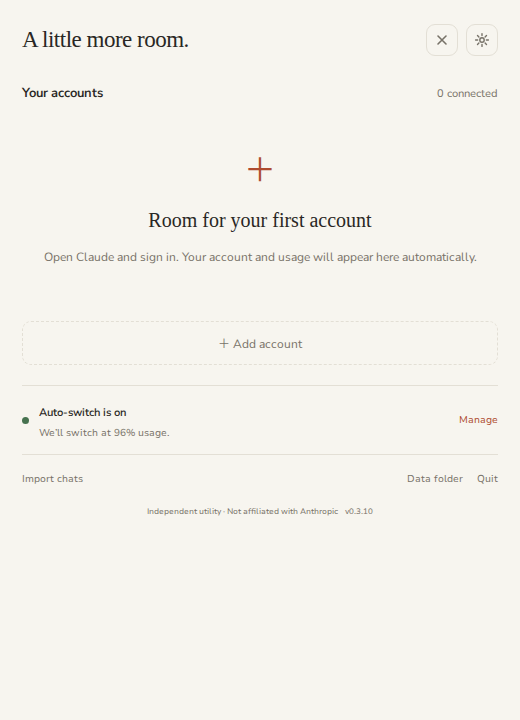 A little more room.
Your accounts
0 connected
Room for your first account
Open Claude and sign in. Your account and usage will appear here automatically.
+ Add account
Auto-switch is on
We'll switch at 96% usage.
Manage
Import chats
Data folder
Quit
Independent utility · Not affiliated with Anthropic v0.3.10